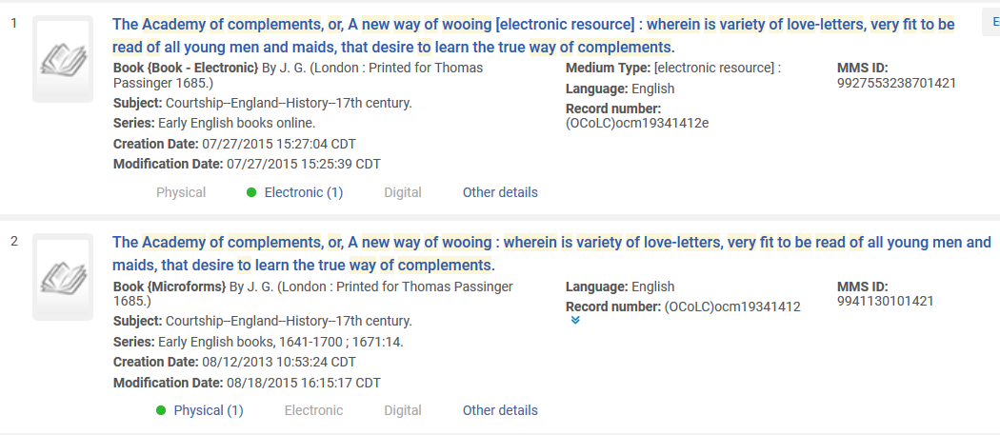 1
The Academy of complements, or, A new way of wooing [electronic resource] : wherein is variety of love-letters, very fit to be
read of all young men and maids, that desire to learn the true way of complements.
E
Book {Book - Electronic} By J. G. (London : Printed for Thomas
Passinger 1685.)
Subject: Courtship--England--History--17th century.
Series: Early English books online.
Creation Date: 07/27/2015 15:27:04 CDT
Modification Date: 07/27/2015 15:25:39 CDT
Medium Type: [electronic resource] :
Language: English
Record number:
(OCoLC)ocm19341412e
MMS ID:
9927553238701421
Physical Electronic (1) Digital Other details
2
The Academy of complements, or, A new way of wooing : wherein is variety of love-letters, very fit to be read of all young men and
maids, that desire to learn the true way of complements.
Book {Microforms} By J. G. (London : Printed for Thomas Passinger
1685.)
Subject: Courtship--England--History--17th century.
Series: Early English books, 1641-1700 ; 1671:14.
Creation Date: 08/12/2013 10:53:24 CDT
Modification Date: 08/18/2015 16:15:17 CDT
Language: English
Record number: (OCoLC)ocm19341412
MMS ID:
9941130101421
Physical (1) Electronic Digital Other details